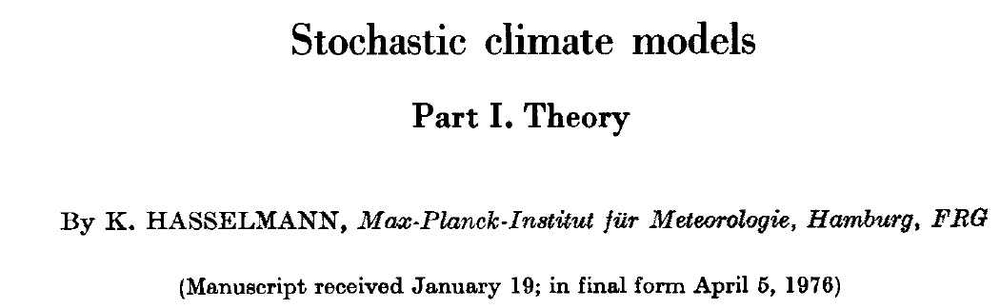 Stochastic climate models
Part I. Theory
By K. HASSELMANN, Max-Planck-Institut für Meteorologie, Hamburg, FRG
(Manuscript received January 19; in final form April 5, 1976)